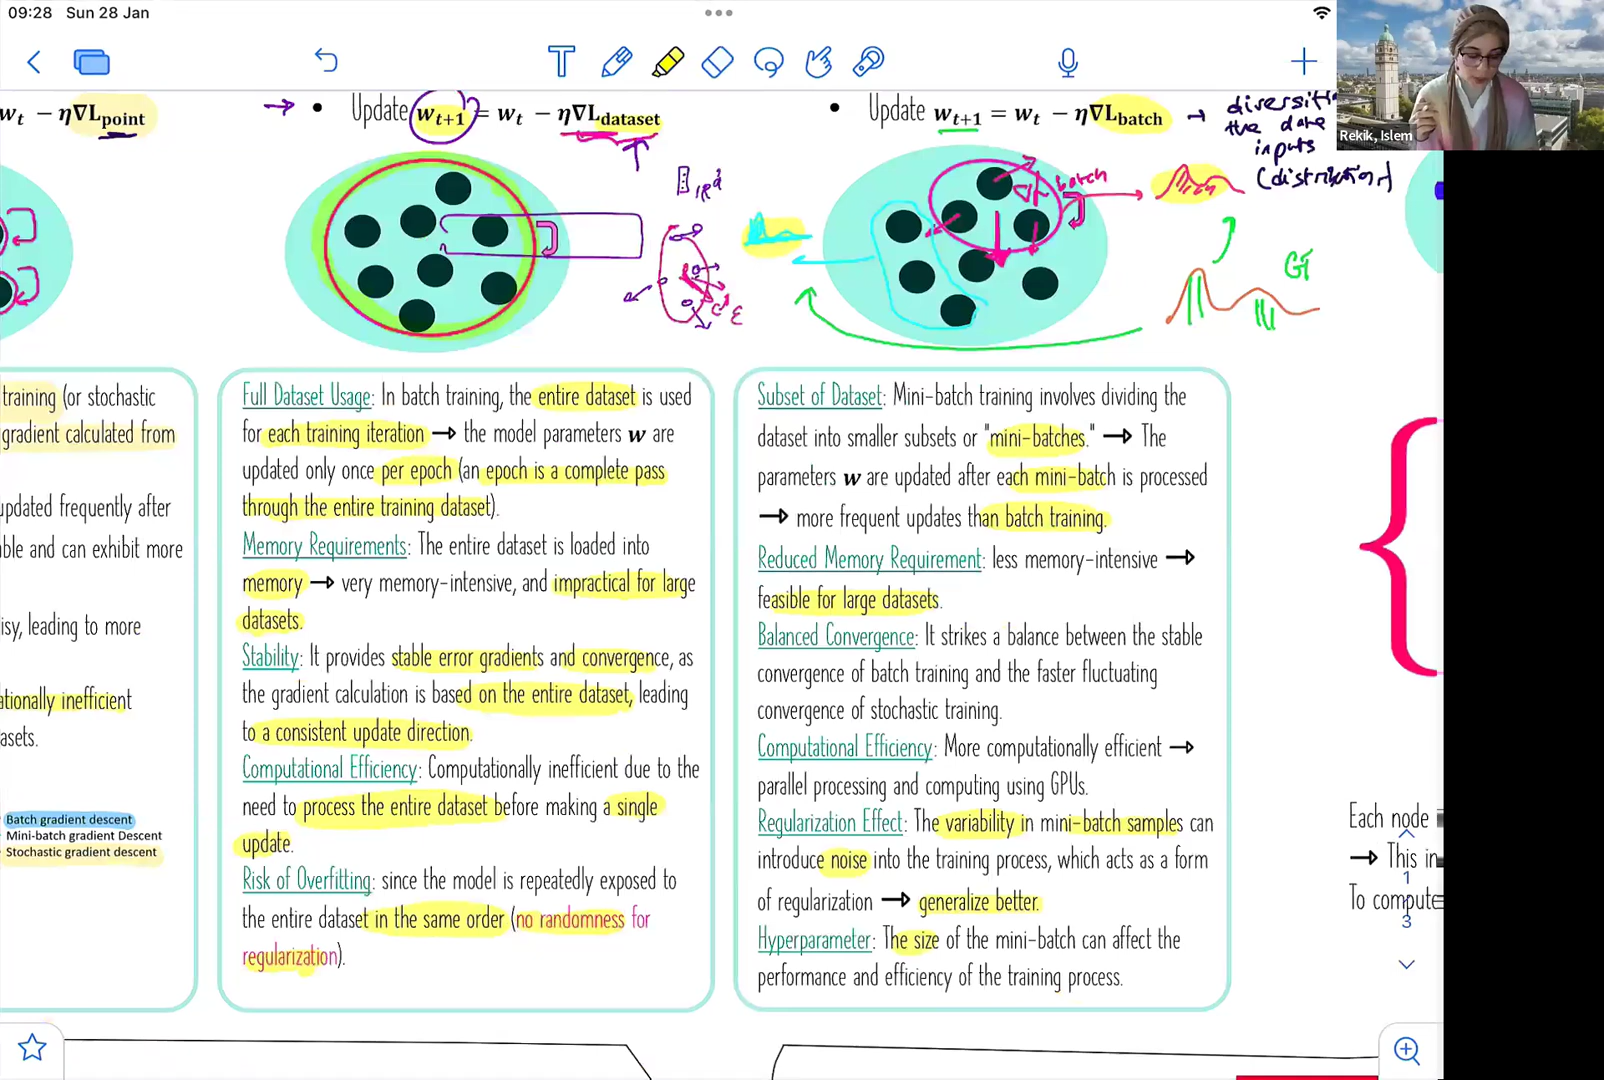 09:28 Sun 28 Jan
Rekik, Islem
w_t − η∇L_point
Update w_{t+1} = w_t − η∇L_dataset
Update w_{t+1} = w_t − η∇L_batch
the data
inputs
batch
GT
training (or stochastic
gradient calculated from
updated frequently after
ble and can exhibit more
isy, leading to more
ationally inefficient
asets.
Batch gradient descent
Mini-batch gradient Descent
Stochastic gradient descent
Full Dataset Usage: In batch training, the entire dataset is used
for each training iteration → the model parameters w are
updated only once per epoch (an epoch is a complete pass
through the entire training dataset).
Memory Requirements: The entire dataset is loaded into
memory → very memory-intensive, and impractical for large
datasets.
Stability: It provides stable error gradients and convergence, as
the gradient calculation is based on the entire dataset, leading
to a consistent update direction.
Computational Efficiency: Computationally inefficient due to the
need to process the entire dataset before making a single
update.
Risk of Overfitting: since the model is repeatedly exposed to
the entire dataset in the same order (no randomness for
regularization).
Subset of Dataset: Mini-batch training involves dividing the
dataset into smaller subsets or "mini-batches." → The
parameters w are updated after each mini-batch is processed
→ more frequent updates than batch training.
Reduced Memory Requirement: less memory-intensive →
feasible for large datasets.
Balanced Convergence: It strikes a balance between the stable
convergence of batch training and the faster fluctuating
convergence of stochastic training.
Computational Efficiency: More computationally efficient →
parallel processing and computing using GPUs.
Regularization Effect: The variability in mini-batch samples can
introduce noise into the training process, which acts as a form
of regularization → generalize better.
Hyperparameter: The size of the mini-batch can affect the
performance and efficiency of the training process.
Each node
→ This in
To compute
1
3